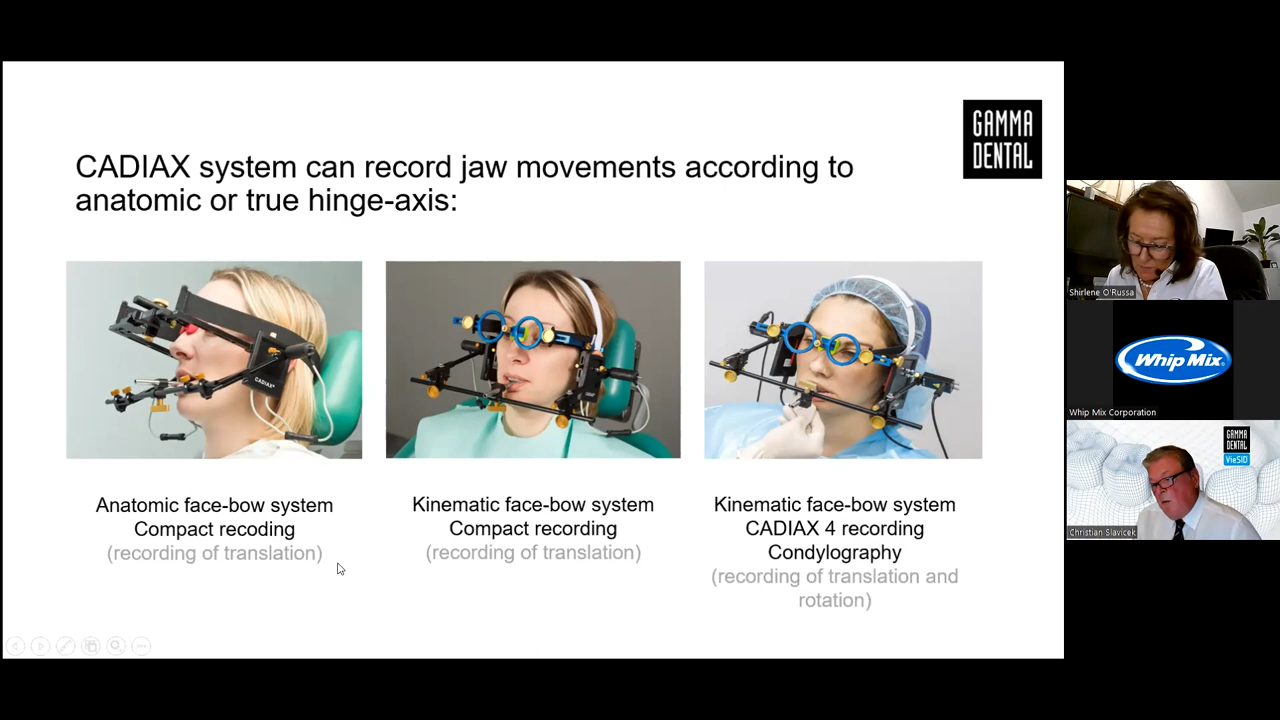 GAMMA
DENTAL
CADIAX system can record jaw movements according to
anatomic or true hinge-axis:
CADIAX
Anatomic face-bow system
Compact recoding
(recording of translation)
Kinematic face-bow system
Compact recording
(recording of translation)
Kinematic face-bow system
CADIAX 4 recording
Condylography
(recording of translation and
rotation)
Shirlene O'Russa
Whip Mix
Whip Mix Corporation
GAMMA
DENTAL
VieSID
Christian Slavicek